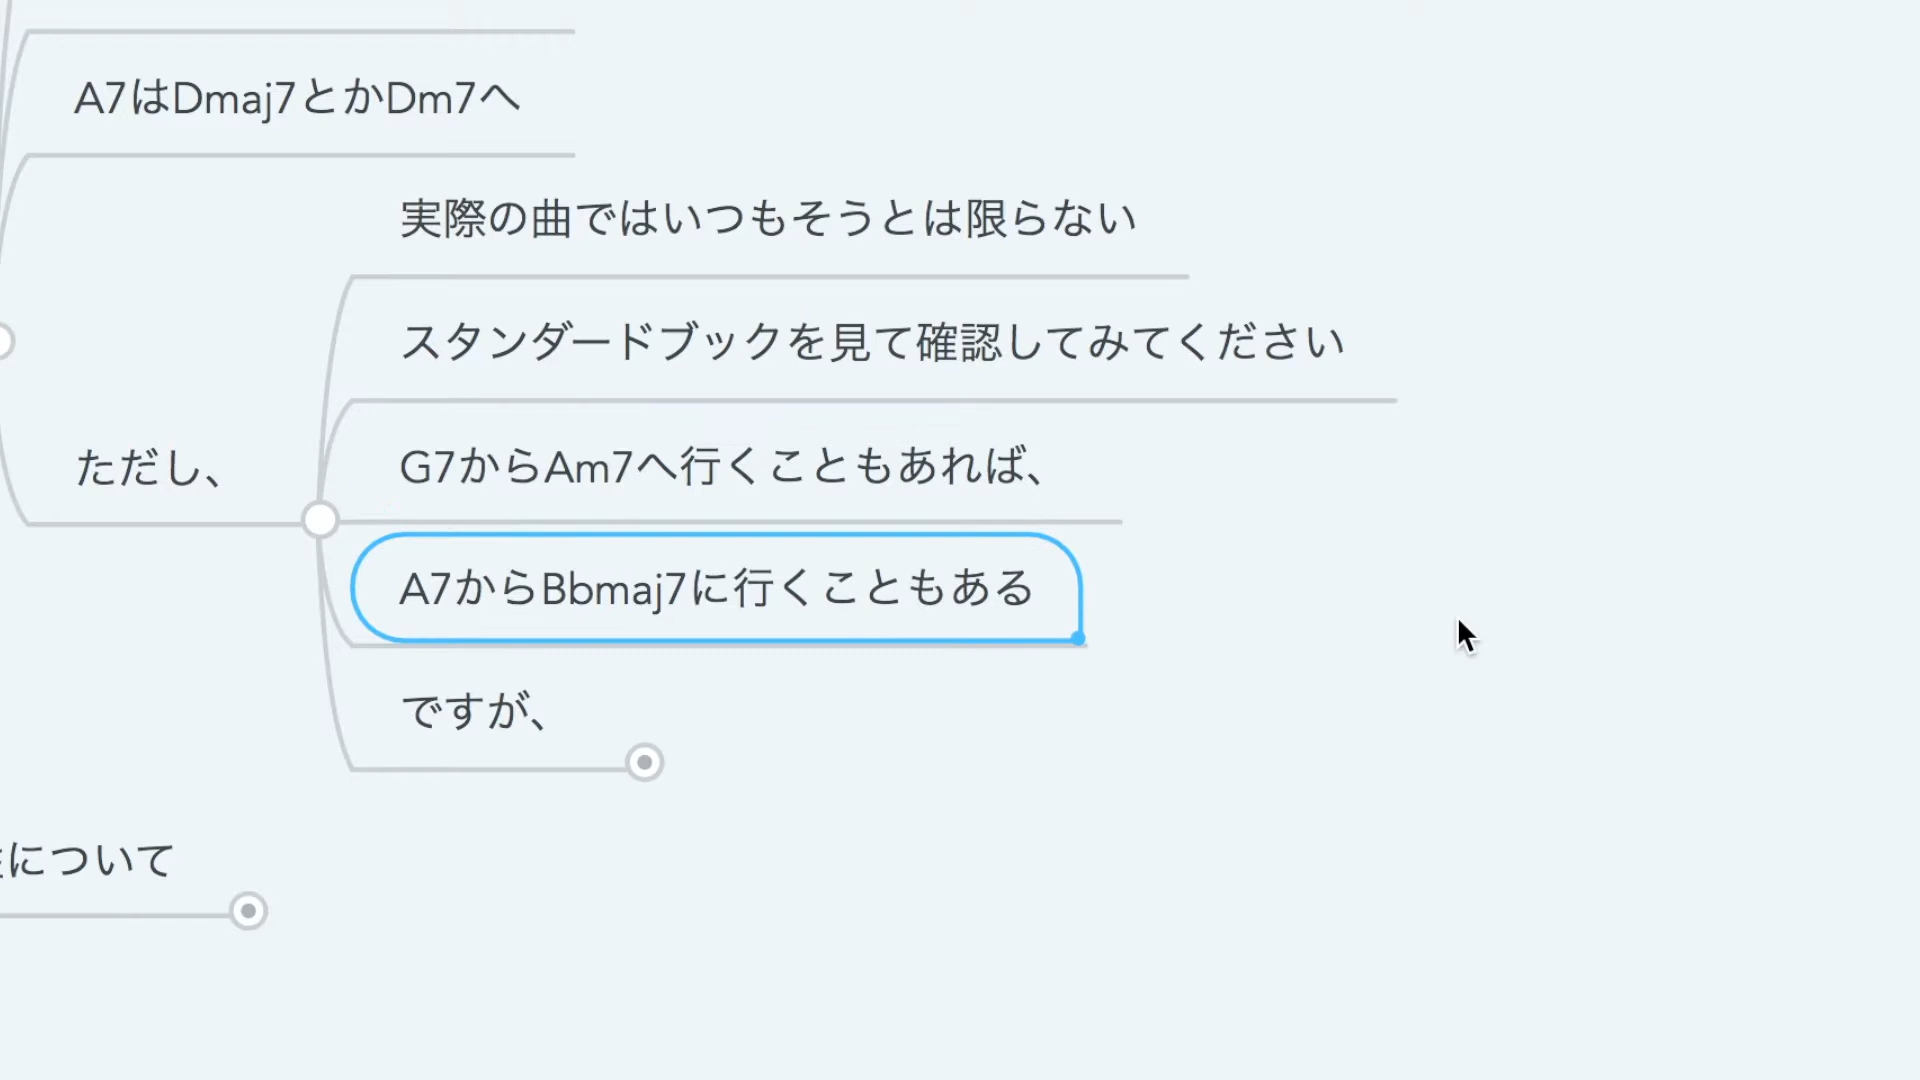 A7はDmaj7とかDm7へ
実際の曲ではいつもそうとは限らない
スタンダードブックを見て確認してみてください
ただし、
G7からAm7へ行くこともあれば、
A7からBbmaj7に行くこともある
ですが、
について